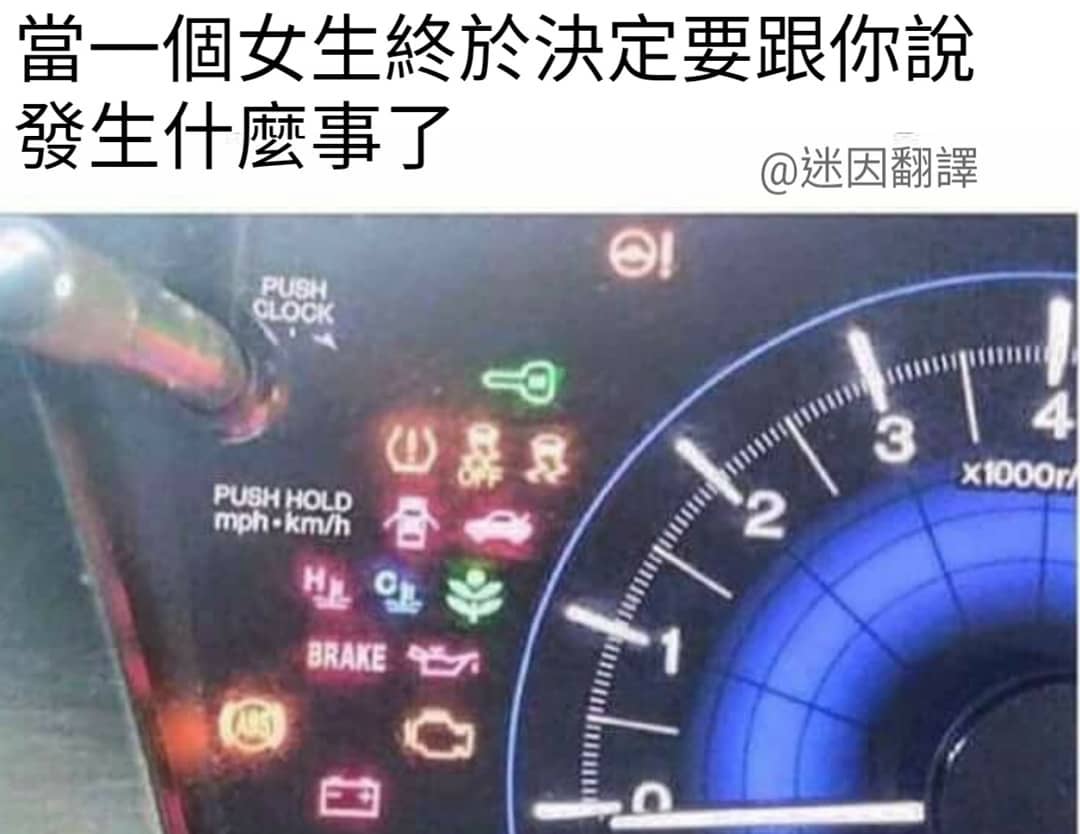 當一個女生終於決定要跟你說
發生什麼事了
@迷因翻譯
PUSH
CLOCK
4
3
x1000r/
OFF
PUSH HOLD
mph•km/h
2
H
C
BRAKE
1
ABS
0